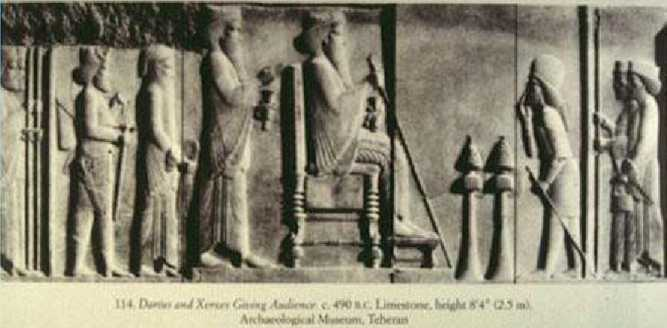 114. Darius and Xerxes Giving Audience. c. 490 B.C. Limestone, height 8'4" (2.5 m).
Archaeological Museum, Teheran